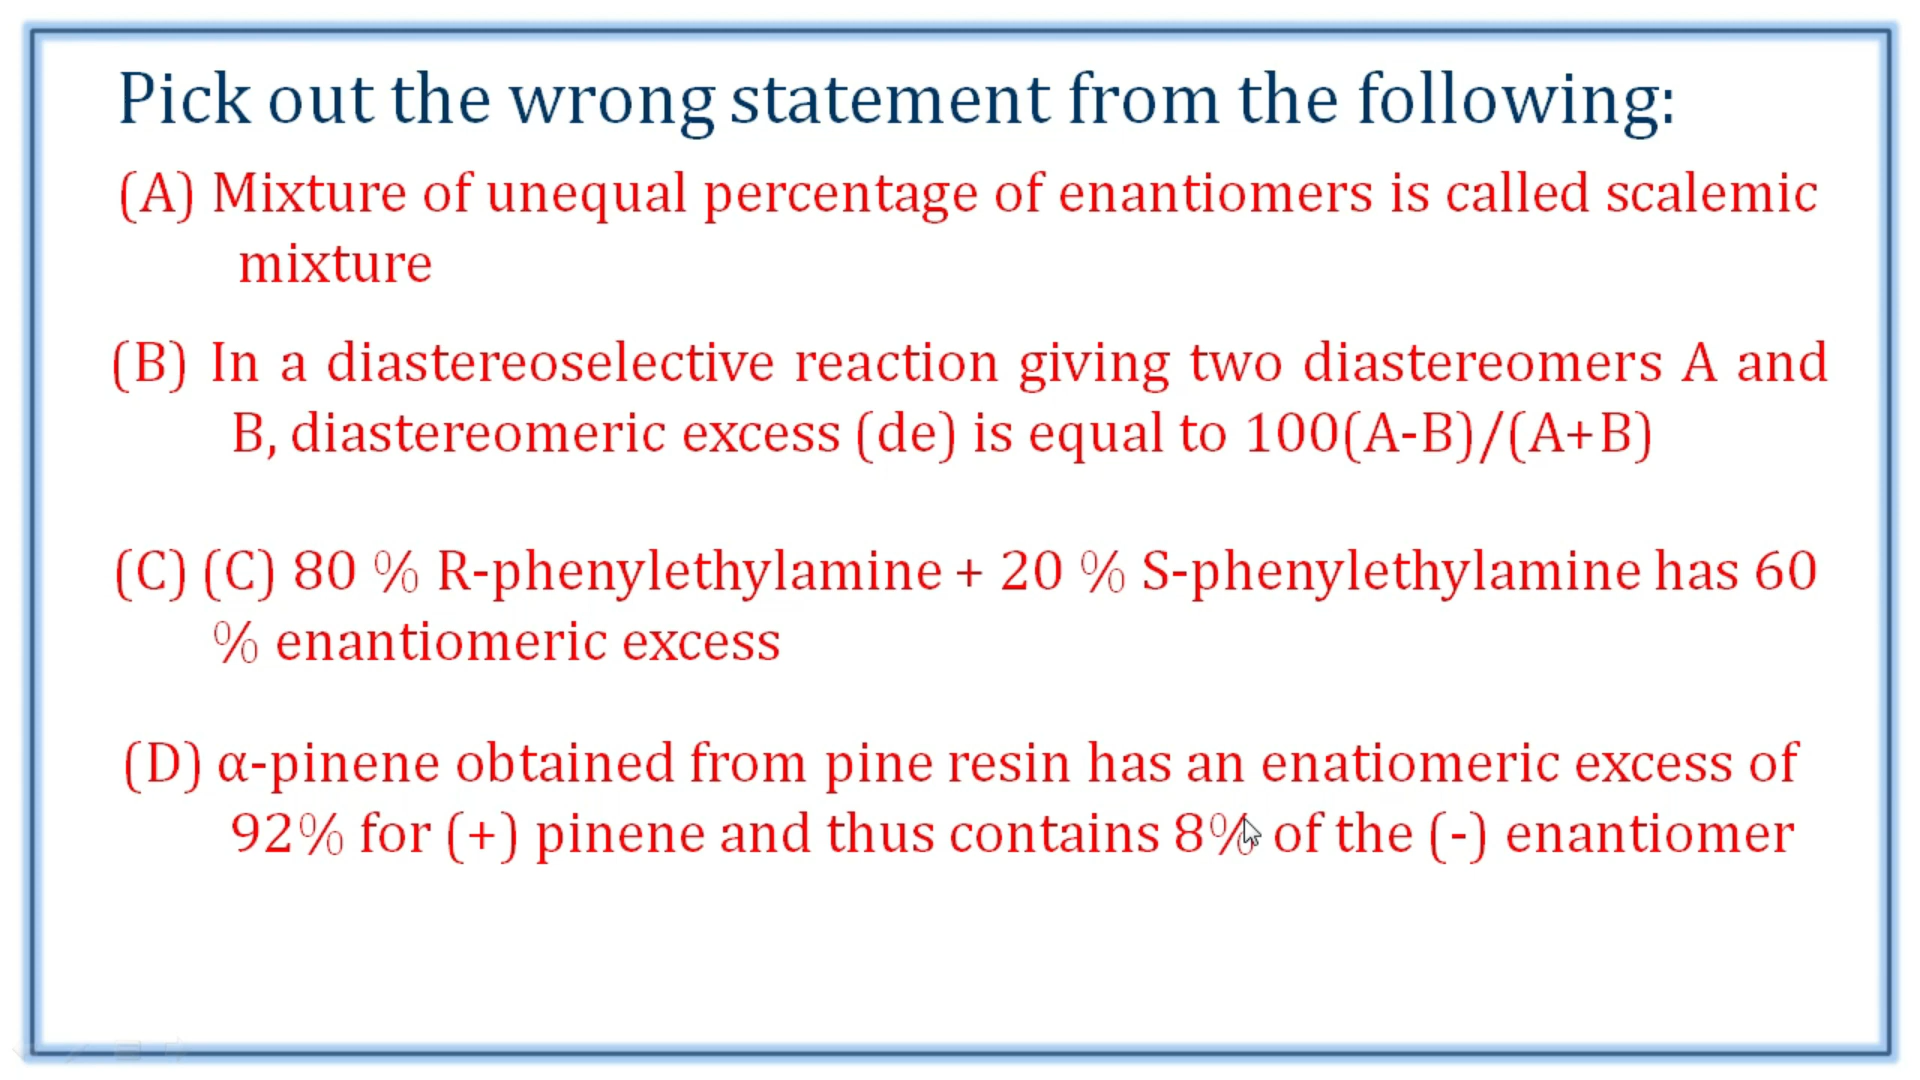 Pick out the wrong statement from the following:
(A) Mixture of unequal percentage of enantiomers is called scalemic
mixture
(B) In a diastereoselective reaction giving two diastereomers A and
B, diastereomeric excess (de) is equal to 100(A-B)/(A+B)
(C) (C) 80 % R-phenylethylamine + 20 % S-phenylethylamine has 60
% enantiomeric excess
(D) α-pinene obtained from pine resin has an enatiomeric excess of
92% for (+) pinene and thus contains 8% of the (-) enantiomer